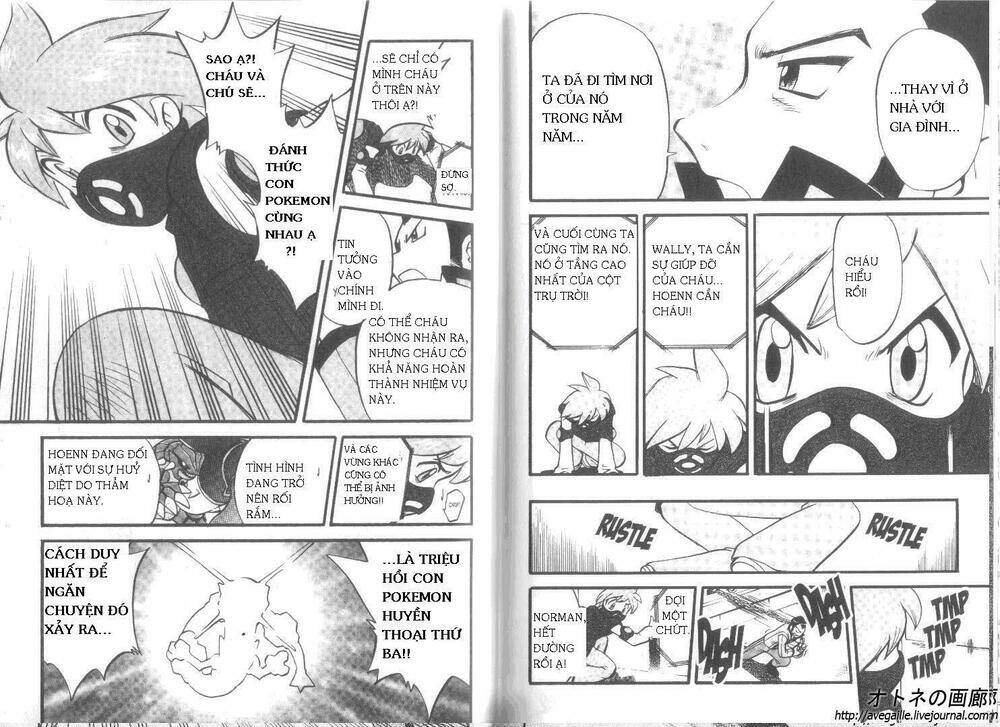 ...THAY VÌ Ở
NHÀ VỚI
GIA ĐÌNH...
TA ĐÃ ĐI TÌM NƠI
Ở CỦA NÓ
TRONG NĂM
NĂM...
CHÁU
HIỂU
RỒI!
WALLY, TA CẦN
SỰ GIÚP ĐỠ
CỦA CHÁU...
HOENN CẦN
CHÁU!!
VÀ CUỐI CÙNG TA
CŨNG TÌM RA NÓ.
NÓ Ở TẦNG CAO
NHẤT CỦA CỘT
TRỤ TRỜI!
RUSTLE
RUSTLE
TMP
TMP
TMP
DASH
DASH
ĐỢI
MỘT
CHÚT.
NORMAN,
HẾT
ĐƯỜNG
RỒI Ạ!
...SẼ CHỈ CÓ
MÌNH CHÁU
Ở TRÊN NÀY
THÔI Ạ?!
ĐỪNG
SỢ.
SAO Ạ?!
CHÁU VÀ
CHÚ SẼ...
ĐÁNH
THỨC
CON
POKEMON
CÙNG
NHAU Ạ
?!
TIN
TƯỞNG
VÀO
CHÍNH
MÌNH ĐI.
CÓ THỂ CHÁU
KHÔNG NHẬN RA,
NHƯNG CHÁU CÓ
KHẢ NĂNG HOÀN
THÀNH NHIỆM VỤ
NÀY.
VÀ CÁC
VÙNG KHÁC
CŨNG CÓ
THỂ BỊ ẢNH
HƯỞNG!!
TÌNH HÌNH
ĐANG TRỞ
NÊN RỐI
RẮM...
HOENN ĐANG ĐỐI
MẶT VỚI SỰ HUỶ
DIỆT DO THẢM
HOẠ NÀY.
...LÀ TRIỆU
HỒI CON
POKEMON
HUYỀN
THOẠI THỨ
BA!!
CÁCH DUY
NHẤT ĐỂ
NGĂN
CHUYỆN ĐÓ
XẢY RA...
オトネの画廊
http://avegaille.livejournal.com